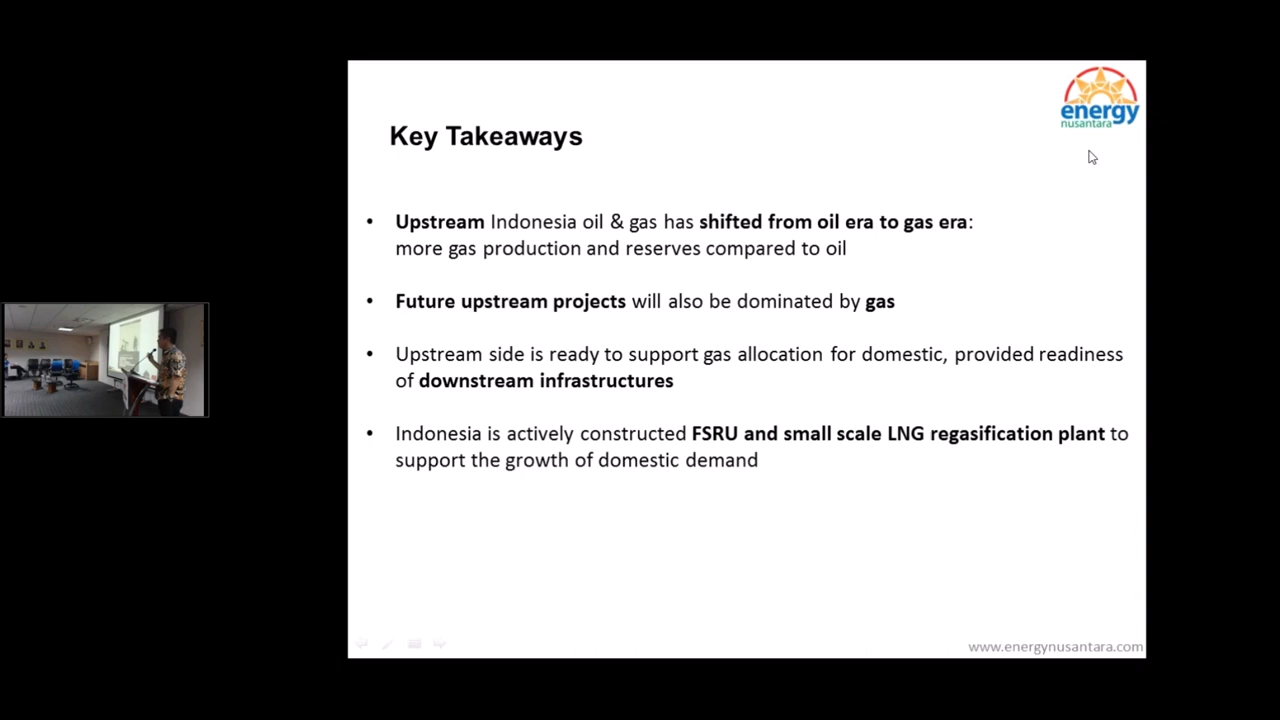 energy
nusantara
Key Takeaways
• Upstream Indonesia oil & gas has shifted from oil era to gas era:
more gas production and reserves compared to oil
• Future upstream projects will also be dominated by gas
• Upstream side is ready to support gas allocation for domestic, provided readiness
of downstream infrastructures
• Indonesia is actively constructed FSRU and small scale LNG regasification plant to
support the growth of domestic demand
www.energynusantara.com